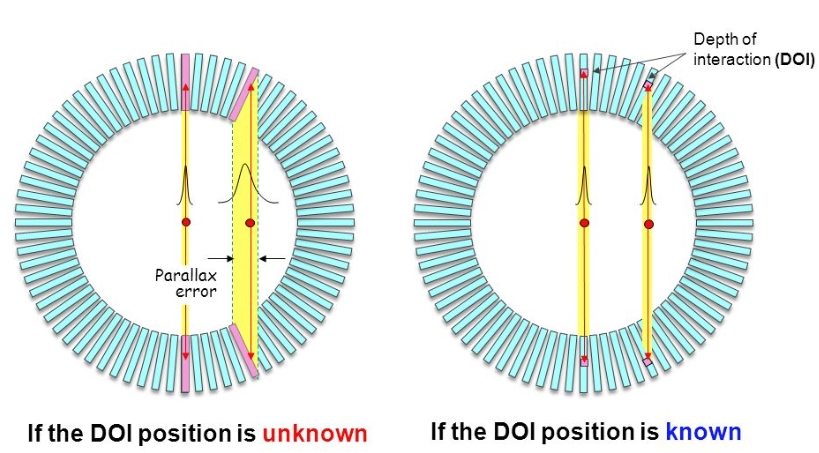 Depth of
interaction (DOI)
Parallax
error
If the DOI position is unknown
If the DOI position is known